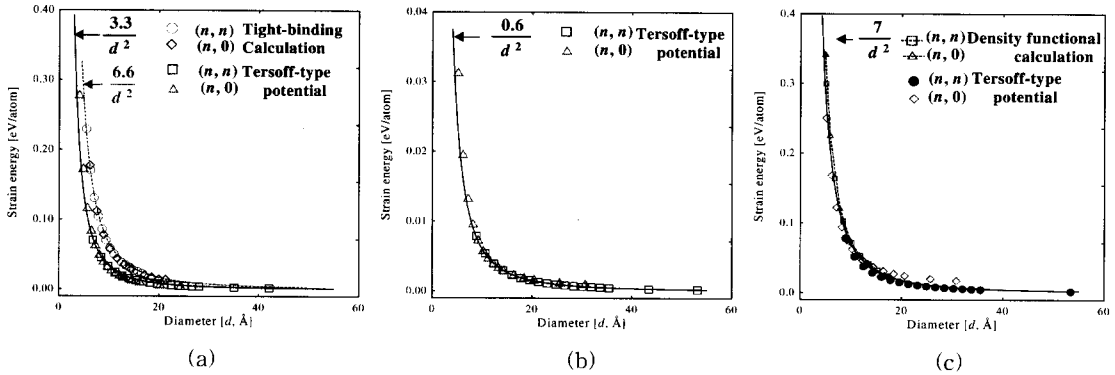 0.40
0.30
0.20
0.10
0.00
Strain energy [eV/atom]
3.3
d²
6.6
d²
(n, n) Tight-binding
(n, 0) Calculation
(n, n) Tersoff-type
(n, 0) potential
0 20 40 60
Diameter [d, Å]
(a)
0.04
0.03
0.02
0.01
0.00
Strain energy [eV/atom]
0.6
d²
(n, n) Tersoff-type
(n, 0) potential
0 20 40 60
Diameter [d, Å]
(b)
0.4
0.3
0.2
0.1
0.0
Strain energy [eV/atom]
7
d²
(n, n) Density functional
(n, 0) calculation
(n, n) Tersoff-type
(n, 0) potential
0 20 40 60
Diameter [d, Å]
(c)